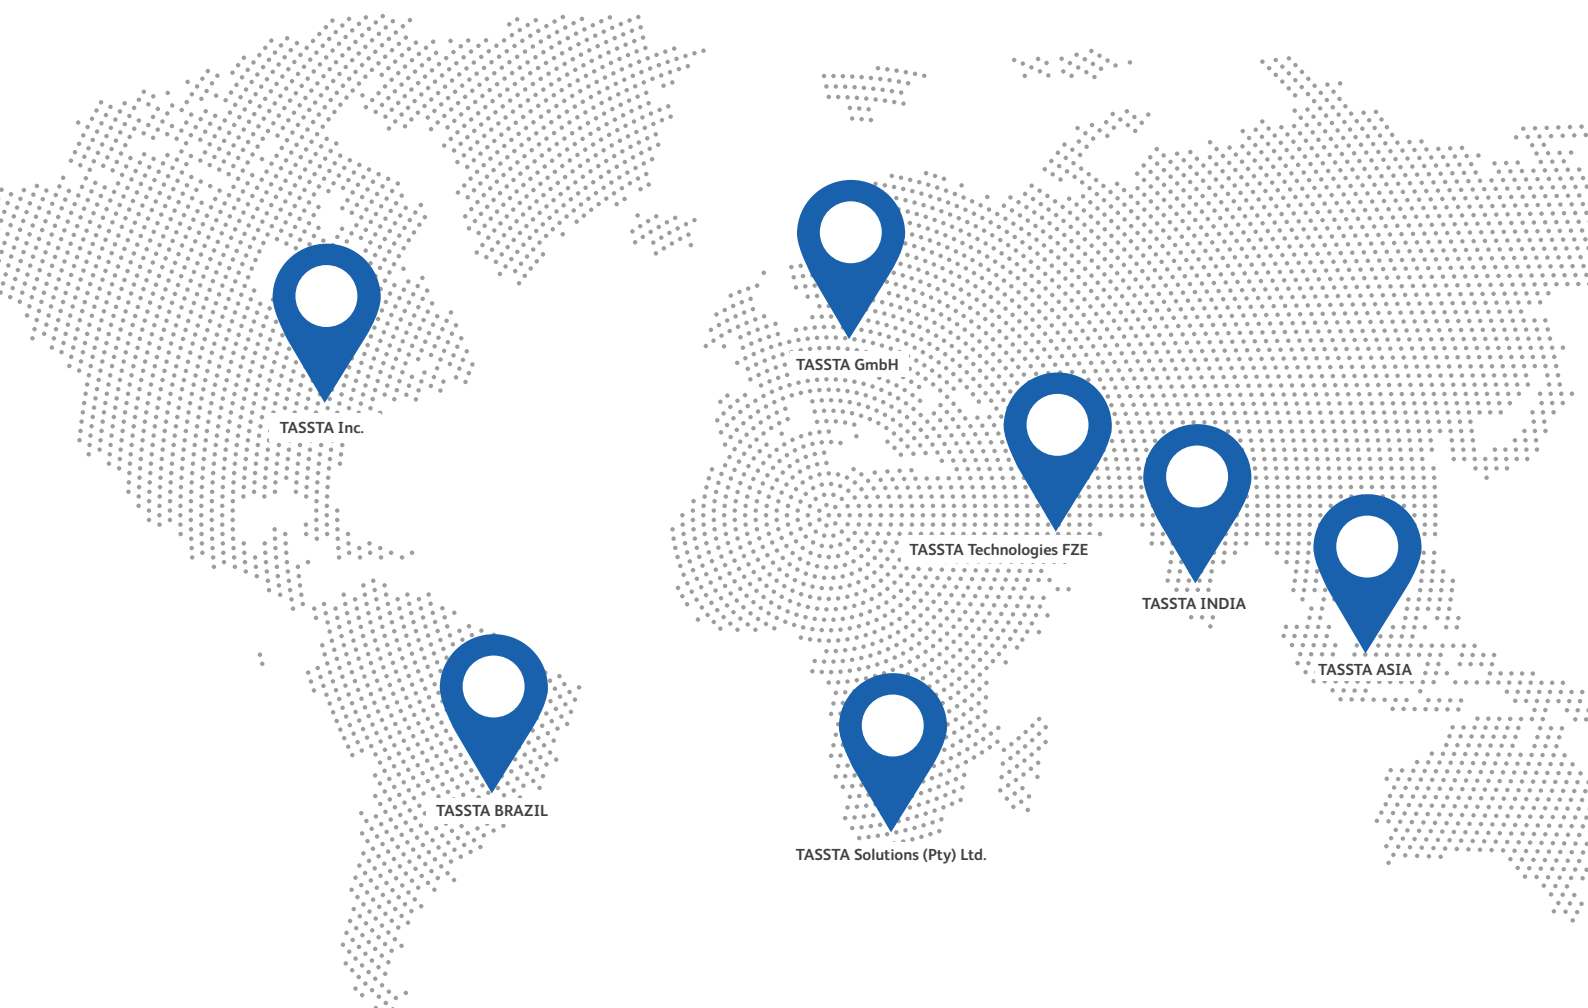 TASSTA GmbH
TASSTA Inc.
TASSTA Technologies FZE
TASSTA INDIA
TASSTA ASIA
TASSTA BRAZIL
TASSTA Solutions (Pty) Ltd.